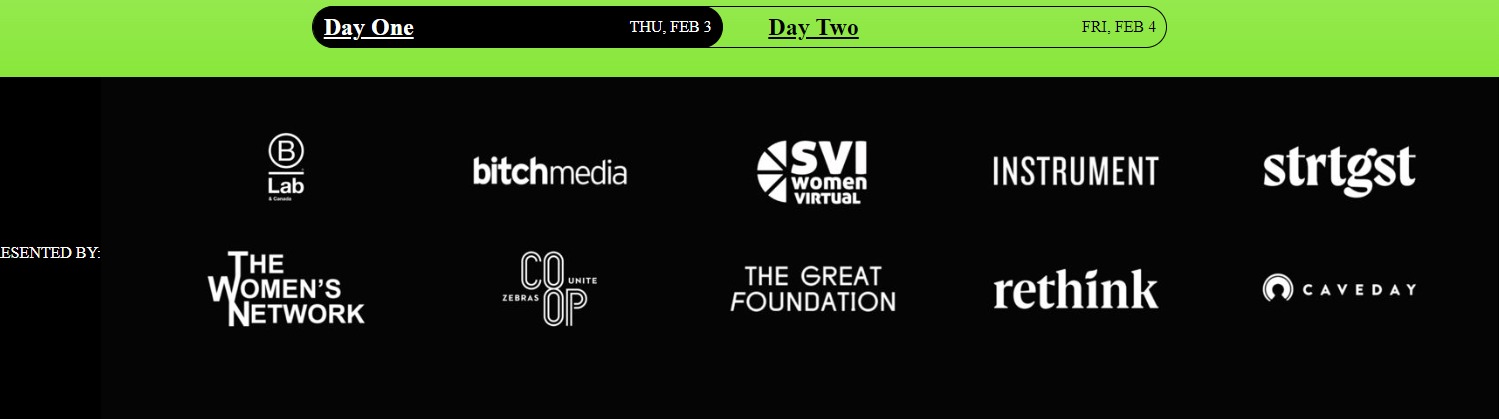 Day One THU, FEB 3 Day Two FRI, FEB 4
B
Lab
& Canada
bitchmedia
SVI
women
VIRTUAL
INSTRUMENT
strtgst
ESENTED BY:
THE
WOMEN'S
NETWORK
CO
UNITE
ZEBRAS
OP
THE GREAT
FOUNDATION
rethink
CAVEDAY